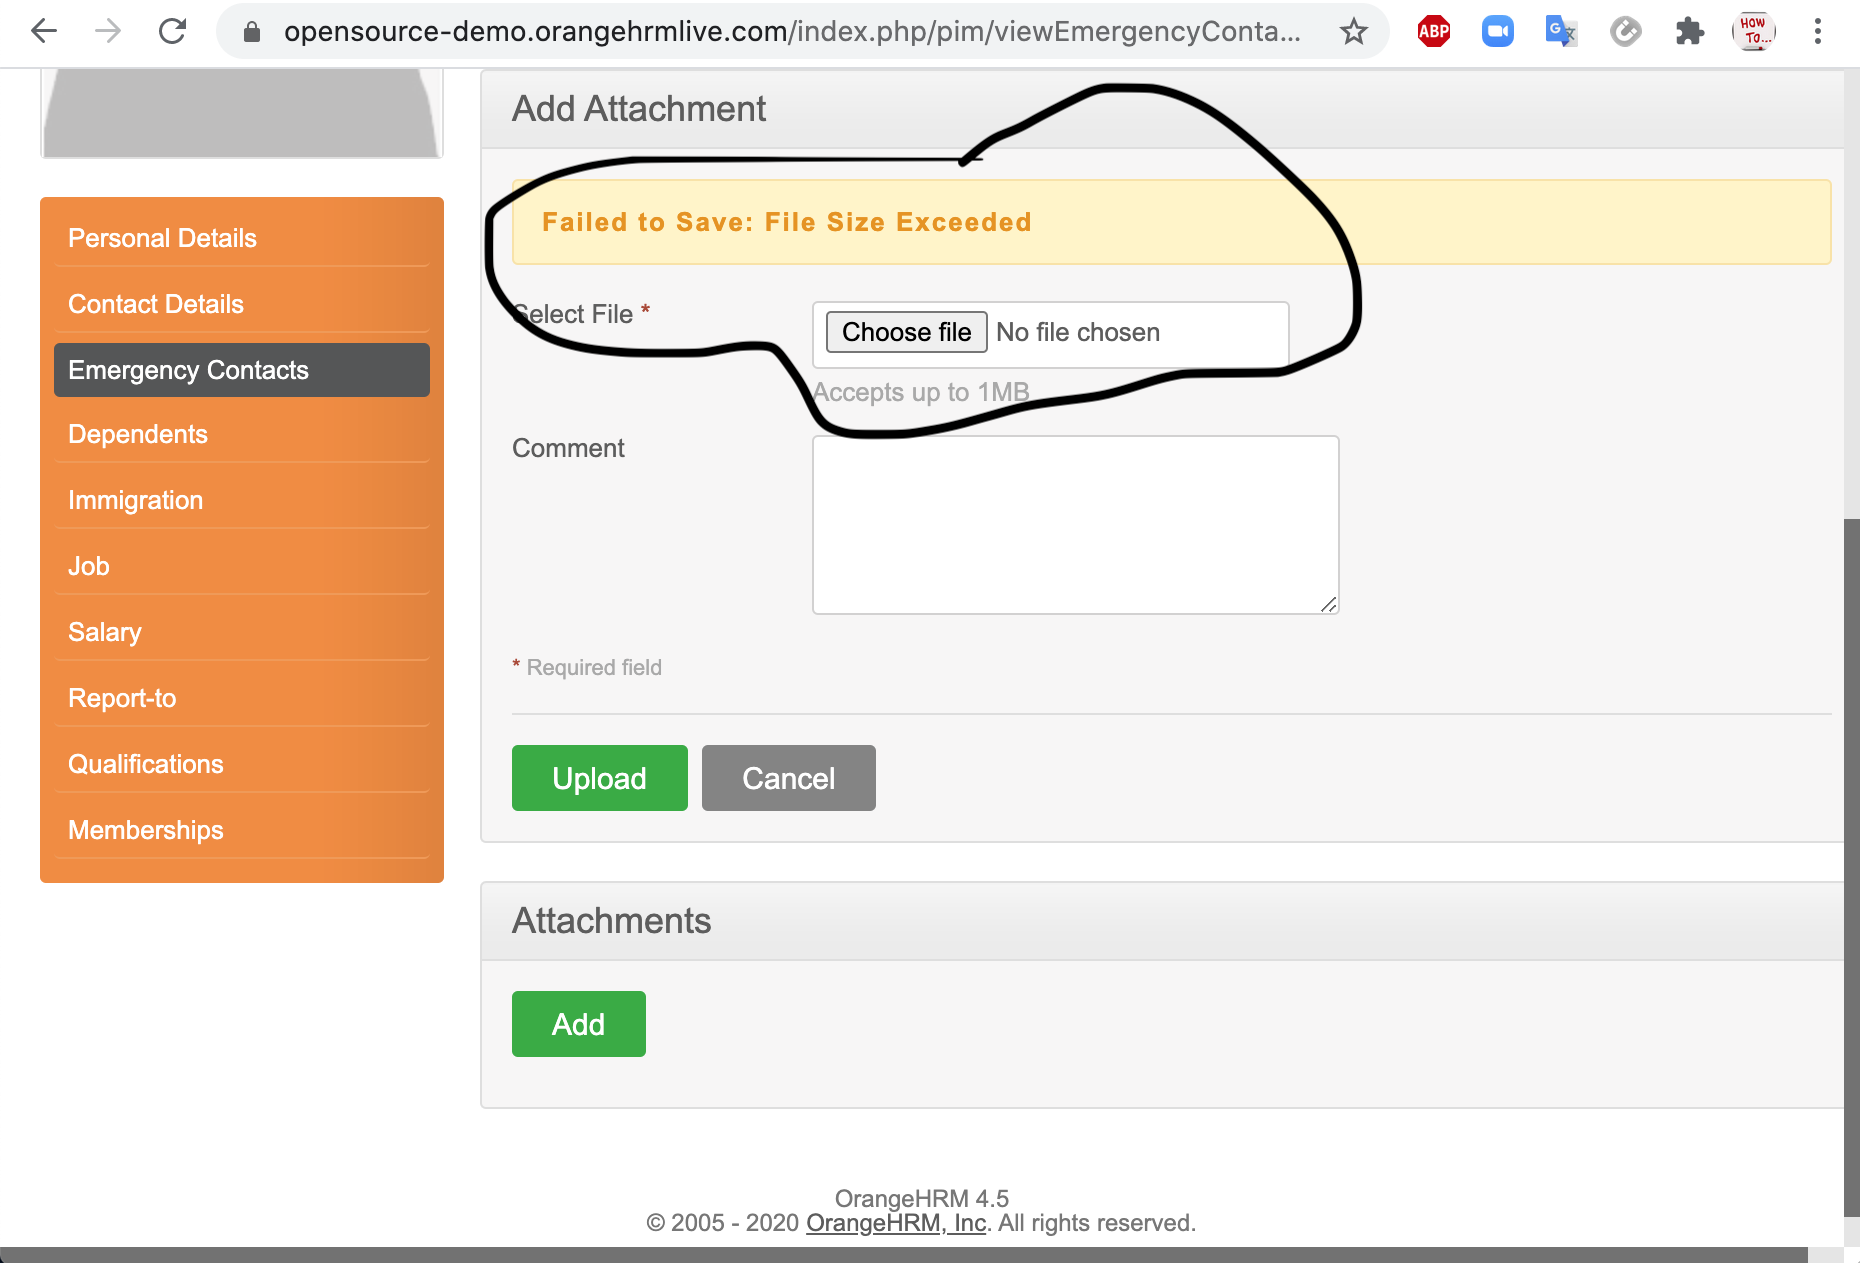 opensource-demo.orangehrmlive.com/index.php/pim/viewEmergencyConta...
ABP
G
HOW
To...
Add Attachment
Failed to Save: File Size Exceeded
Select File *
Choose file No file chosen
Accepts up to 1MB
Comment
* Required field
Upload
Cancel
Personal Details
Contact Details
Emergency Contacts
Dependents
Immigration
Job
Salary
Report-to
Qualifications
Memberships
Attachments
Add
OrangeHRM 4.5
© 2005 - 2020 OrangeHRM, Inc. All rights reserved.